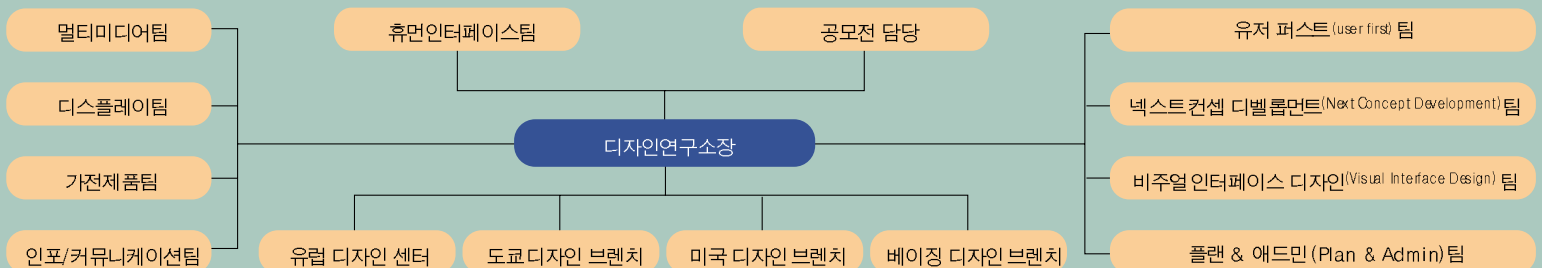 멀티미디어팀
휴먼인터페이스팀
공모전 담당
유저 퍼스트(user first) 팀
디스플레이팀
넥스트컨셉 디벨롭먼트(Next Concept Development)팀
디자인연구소장
가전제품팀
비주얼인터페이스 디자인(Visual Interface Design) 팀
인포/커뮤니케이션팀
유럽 디자인 센터
도쿄디자인 브렌치
미국 디자인 브렌치
베이징 디자인 브렌치
플랜 & 애드민(Plan & Admin)팀